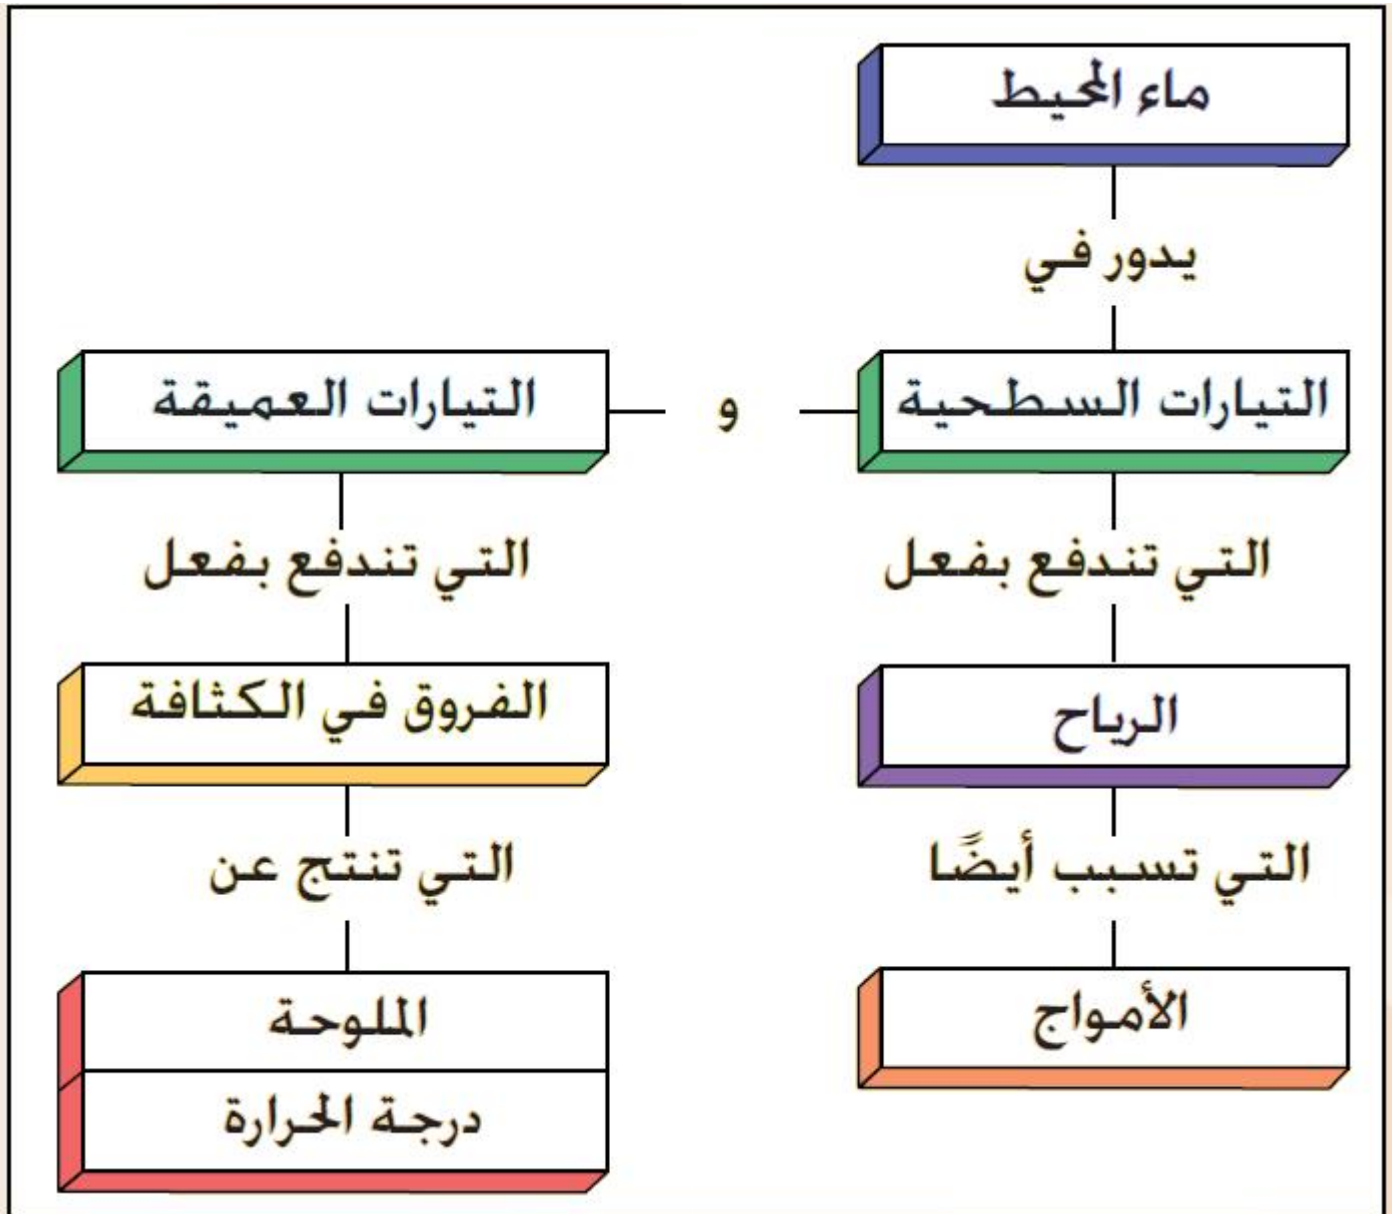 ماء المحيط
يدور في
التيارات السطحية
و
التيارات العميقة
التي تندفع بفعل
التي تندفع بفعل
الرياح
الفروق في الكثافة
التي تسبب أيضًا
التي تنتج عن
الأمواج
الملوحة
درجة الحرارة